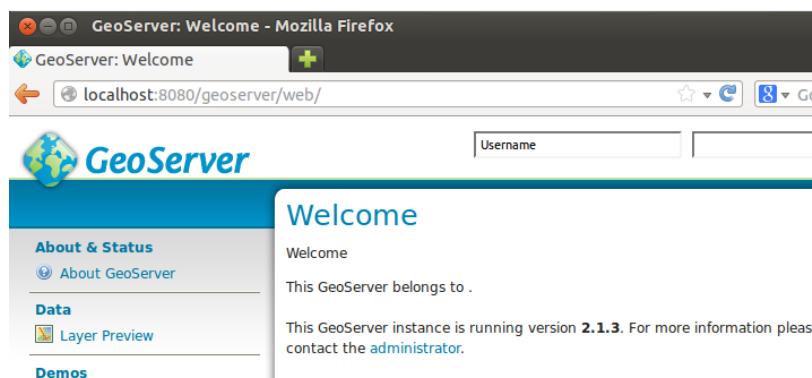 GeoServer: Welcome - Mozilla Firefox
GeoServer: Welcome
localhost:8080/geoserver/web/
GeoServer
Username
Welcome
About & Status
Welcome
About GeoServer
This GeoServer belongs to .
Data
Layer Preview
This GeoServer instance is running version 2.1.3. For more information
contact the administrator.
Demos